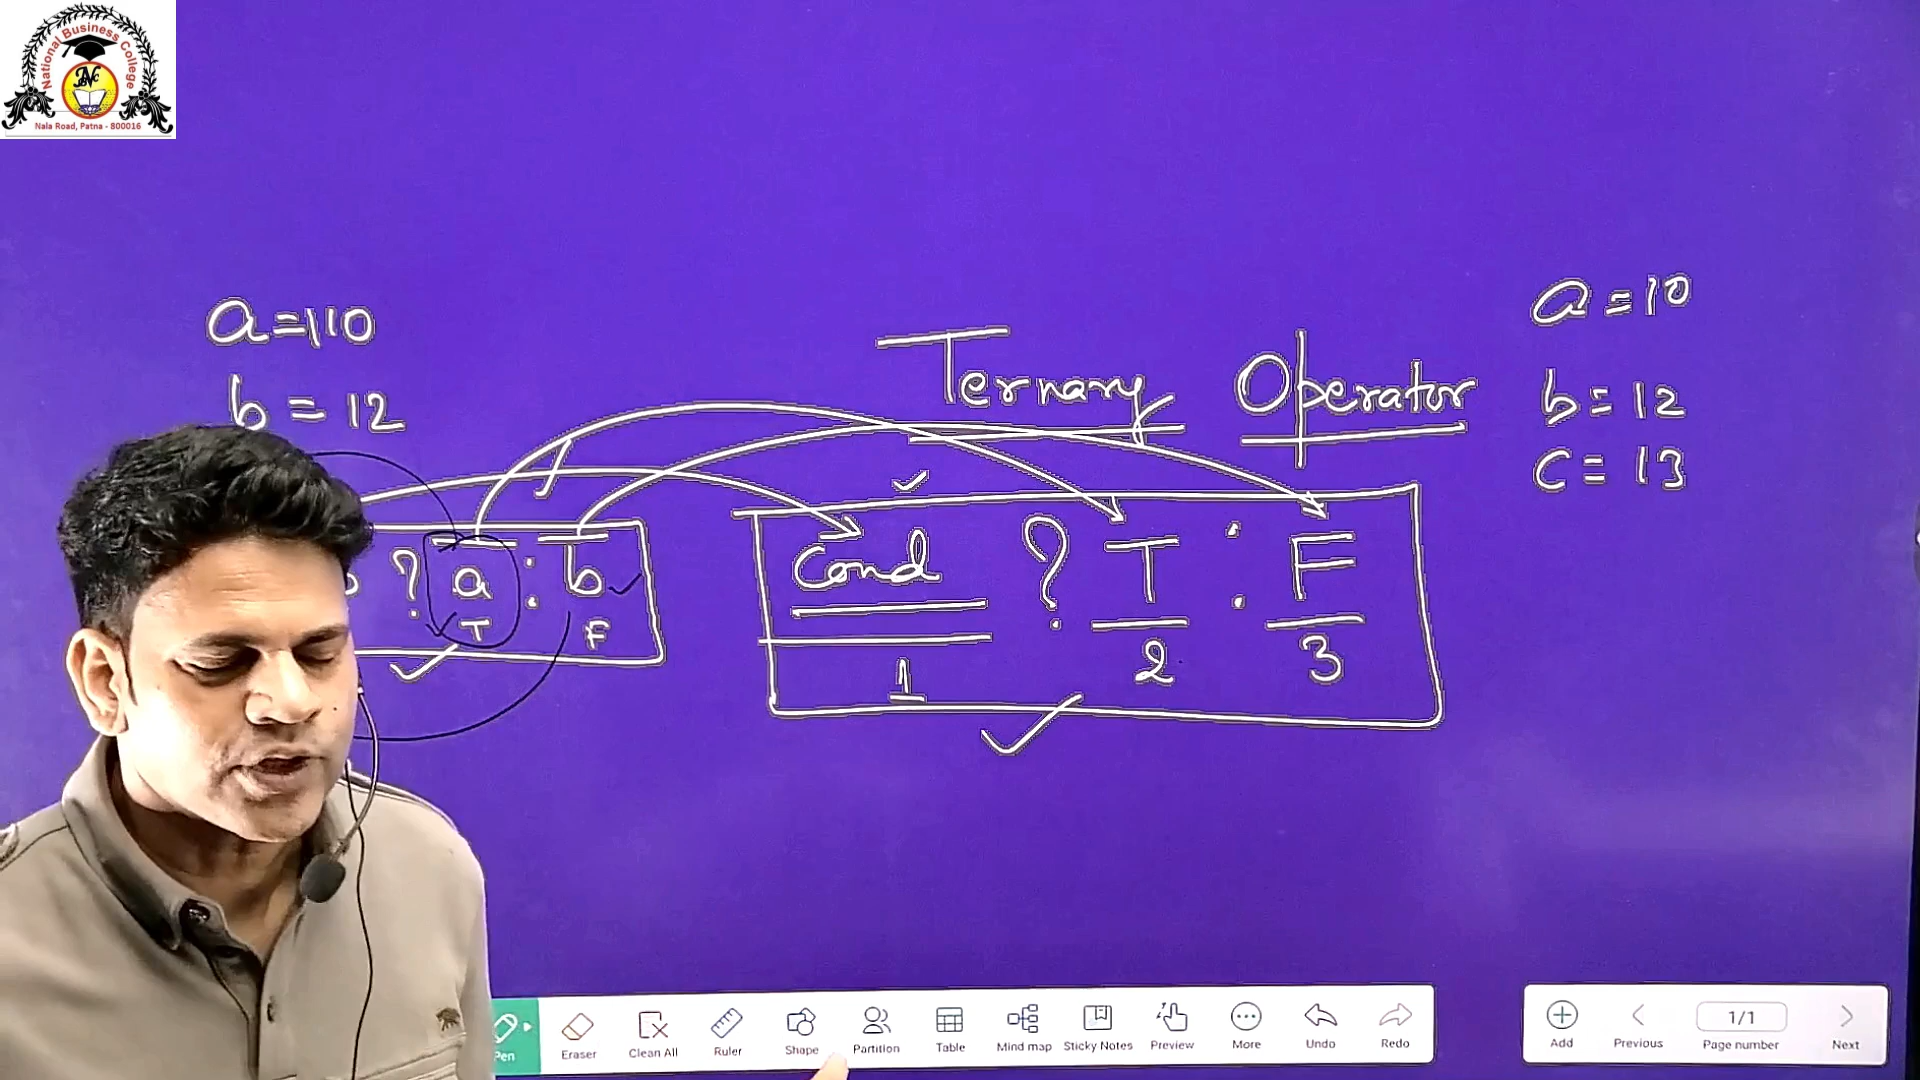 National Business College
Nala Road, Patna - 800016
a=110
b = 12
Ternary Operator
a = 10
b = 12
c = 13
? a : b
T F
Cond ? T : F
1 2 3
Pen
Eraser
Clean All
Ruler
Shape
Partition
Table
Mind map
Sticky Notes
Preview
More
Undo
Redo
Add
Previous
1/1
Page number
Next